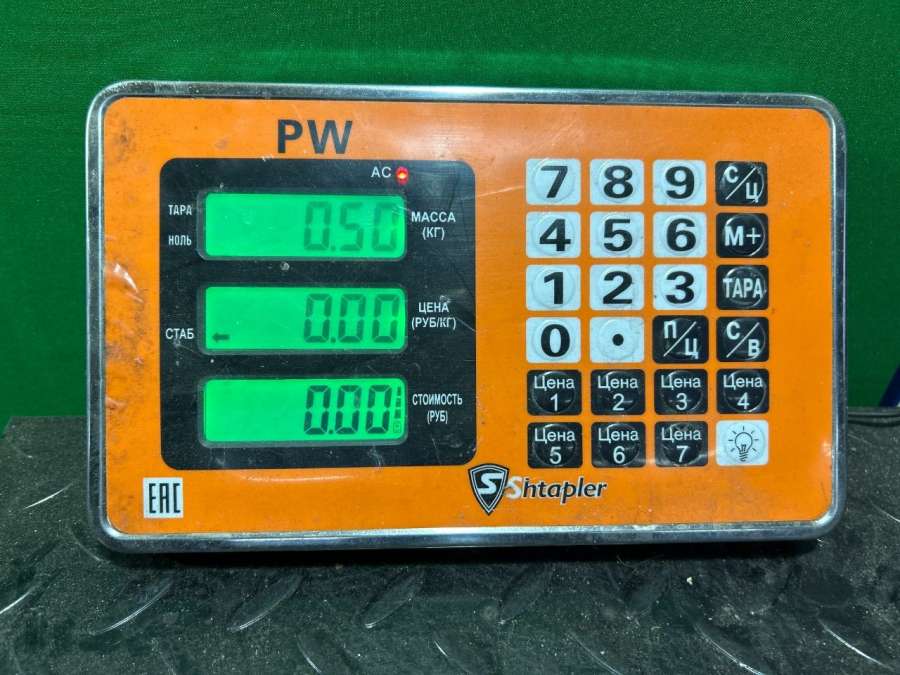 PW
AC
ТАРА
НОЛЬ
0.50
МАССА
(КГ)
СТАБ
0.00
ЦЕНА
(РУБ/КГ)
0.00
СТОИМОСТЬ
(РУБ)
7 8 9 С/Ц
4 5 6 М+
1 2 3 ТАРА
0 . П/Ц С/В
Цена 1 Цена 2 Цена 3 Цена 4
Цена 5 Цена 6 Цена 7
EAC
S Shtapler